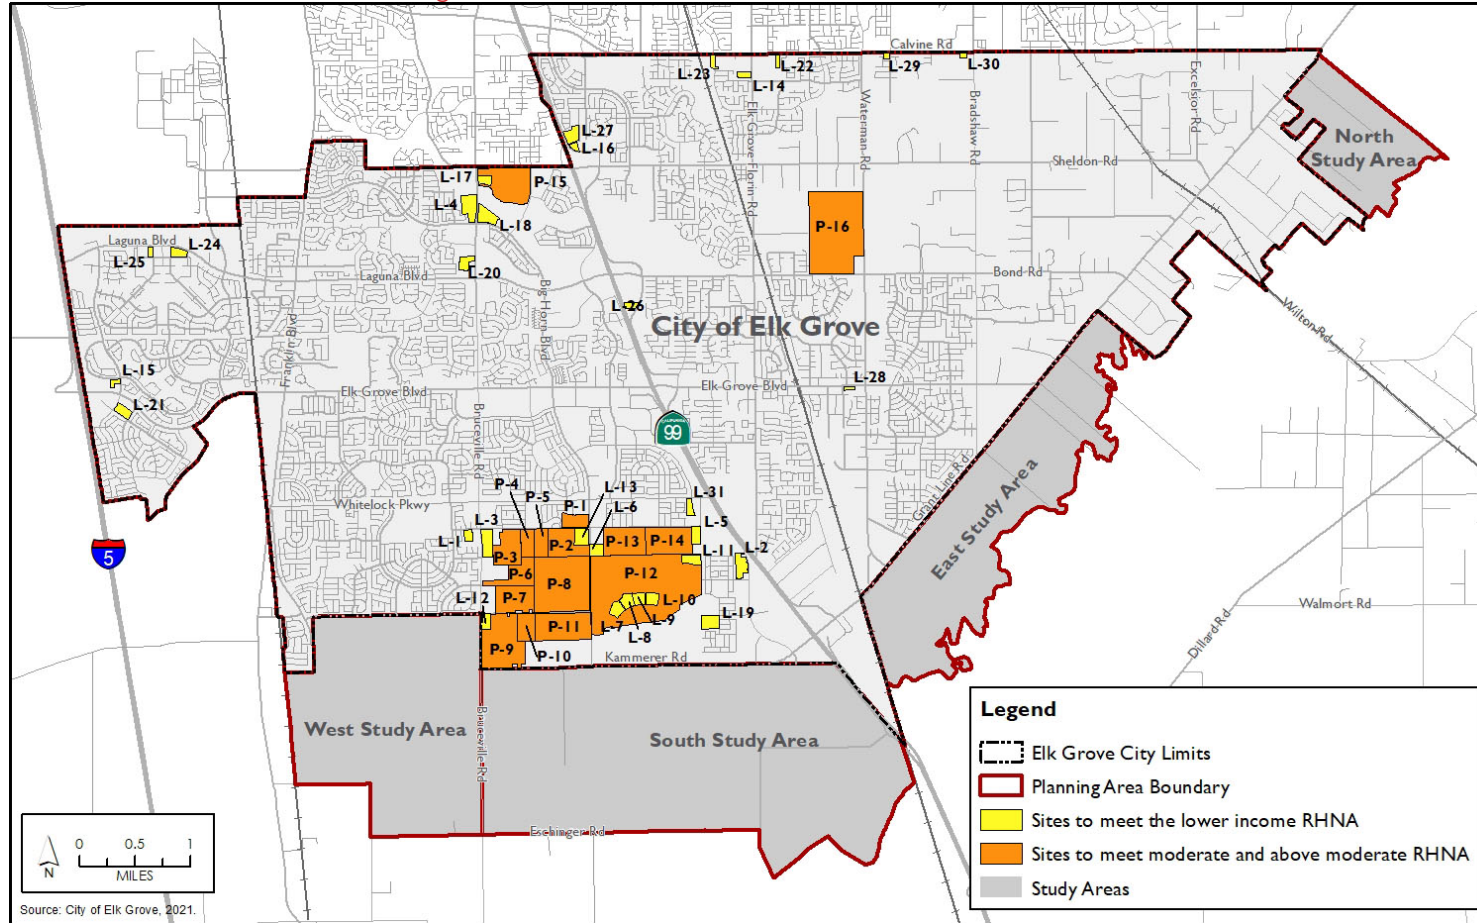 Calvine Rd
L-23
L-22
L-29
L-30
L-14
Excelsior Rd
L-27
L-16
Elk Grove-Florin Rd
Waterman Rd
Bradshaw Rd
Sheldon Rd
North
Study Area
L-17
P-15
L-4
L-18
P-16
Laguna Blvd
L-24
L-25
L-20
Laguna Blvd
Bond Rd
Big Horn Blvd
L-26
City of Elk Grove
Wilton Rd
Franklin Blvd
L-15
L-21
Elk Grove Blvd
Elk Grove Blvd
L-28
Bruceville Rd
CALIFORNIA
99
Grant Line Rd
East Study Area
P-4
P-5
L-13
L-6
P-1
L-31
Whitelock Pkwy
L-3
L-1
L-5
P-3
P-2
P-13
P-14
L-11
L-2
P-6
P-8
P-12
5
L-12
P-7
L-10
L-9
L-7
L-8
L-19
P-11
P-9
P-10
Kammerer Rd
Walmort Rd
Dillard Rd
West Study Area
Bruceville Rd
South Study Area
Eschinger Rd
Legend
Elk Grove City Limits
Planning Area Boundary
Sites to meet the lower income RHNA
Sites to meet moderate and above moderate RHNA
Study Areas
0 0.5 1
MILES
N
Source: City of Elk Grove, 2021.